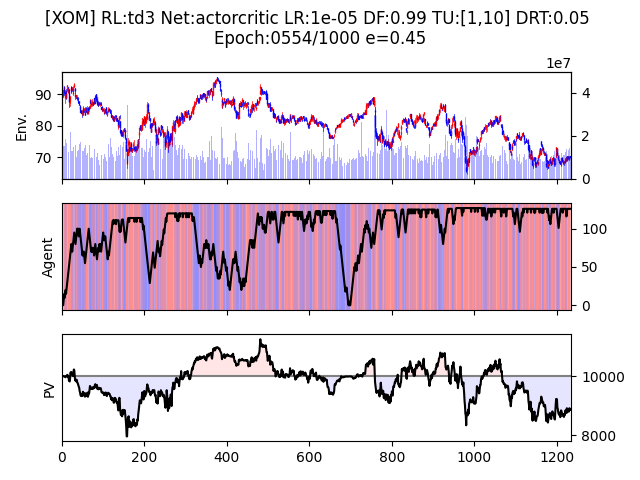 [XOM] RL:td3 Net:actorcritic LR:1e-05 DF:0.99 TU:[1,10] DRT:0.05
Epoch:0554/1000 e=0.45
1e7
90
80
70
Env.
4
2
0
Agent
100
50
0
PV
10000
8000
0 200 400 600 800 1000 1200